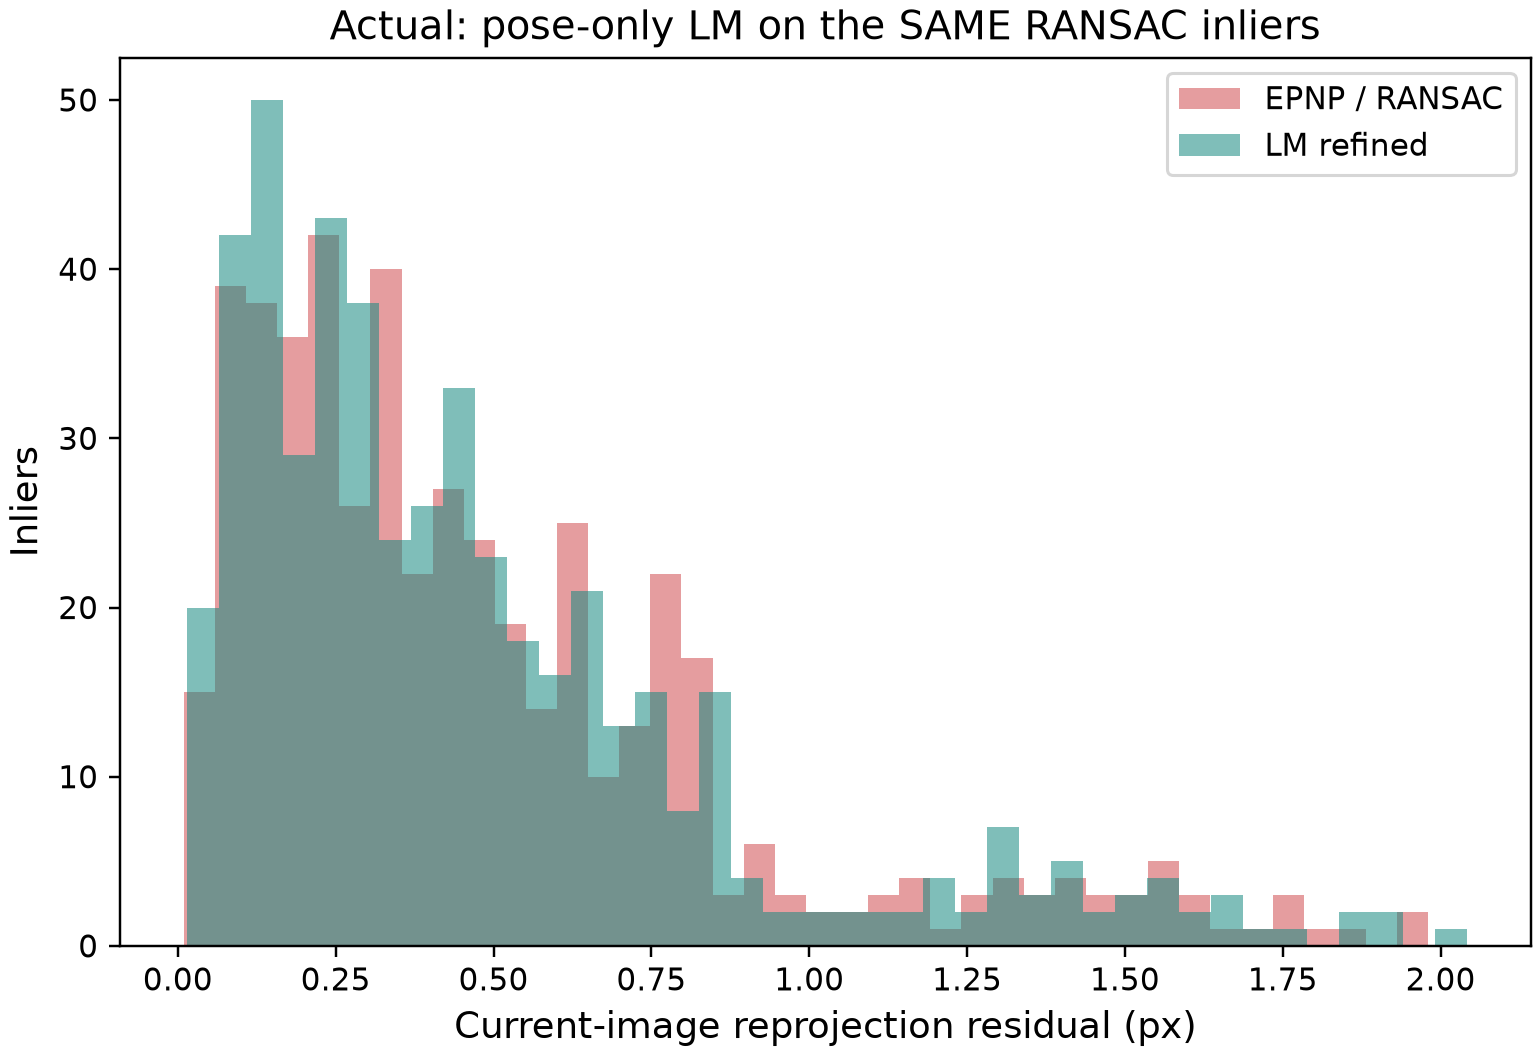 Actual: pose-only LM on the SAME RANSAC inliers
EPNP / RANSAC
LM refined
50
40
30
20
10
0
Inliers
0.00 0.25 0.50 0.75 1.00 1.25 1.50 1.75 2.00
Current-image reprojection residual (px)